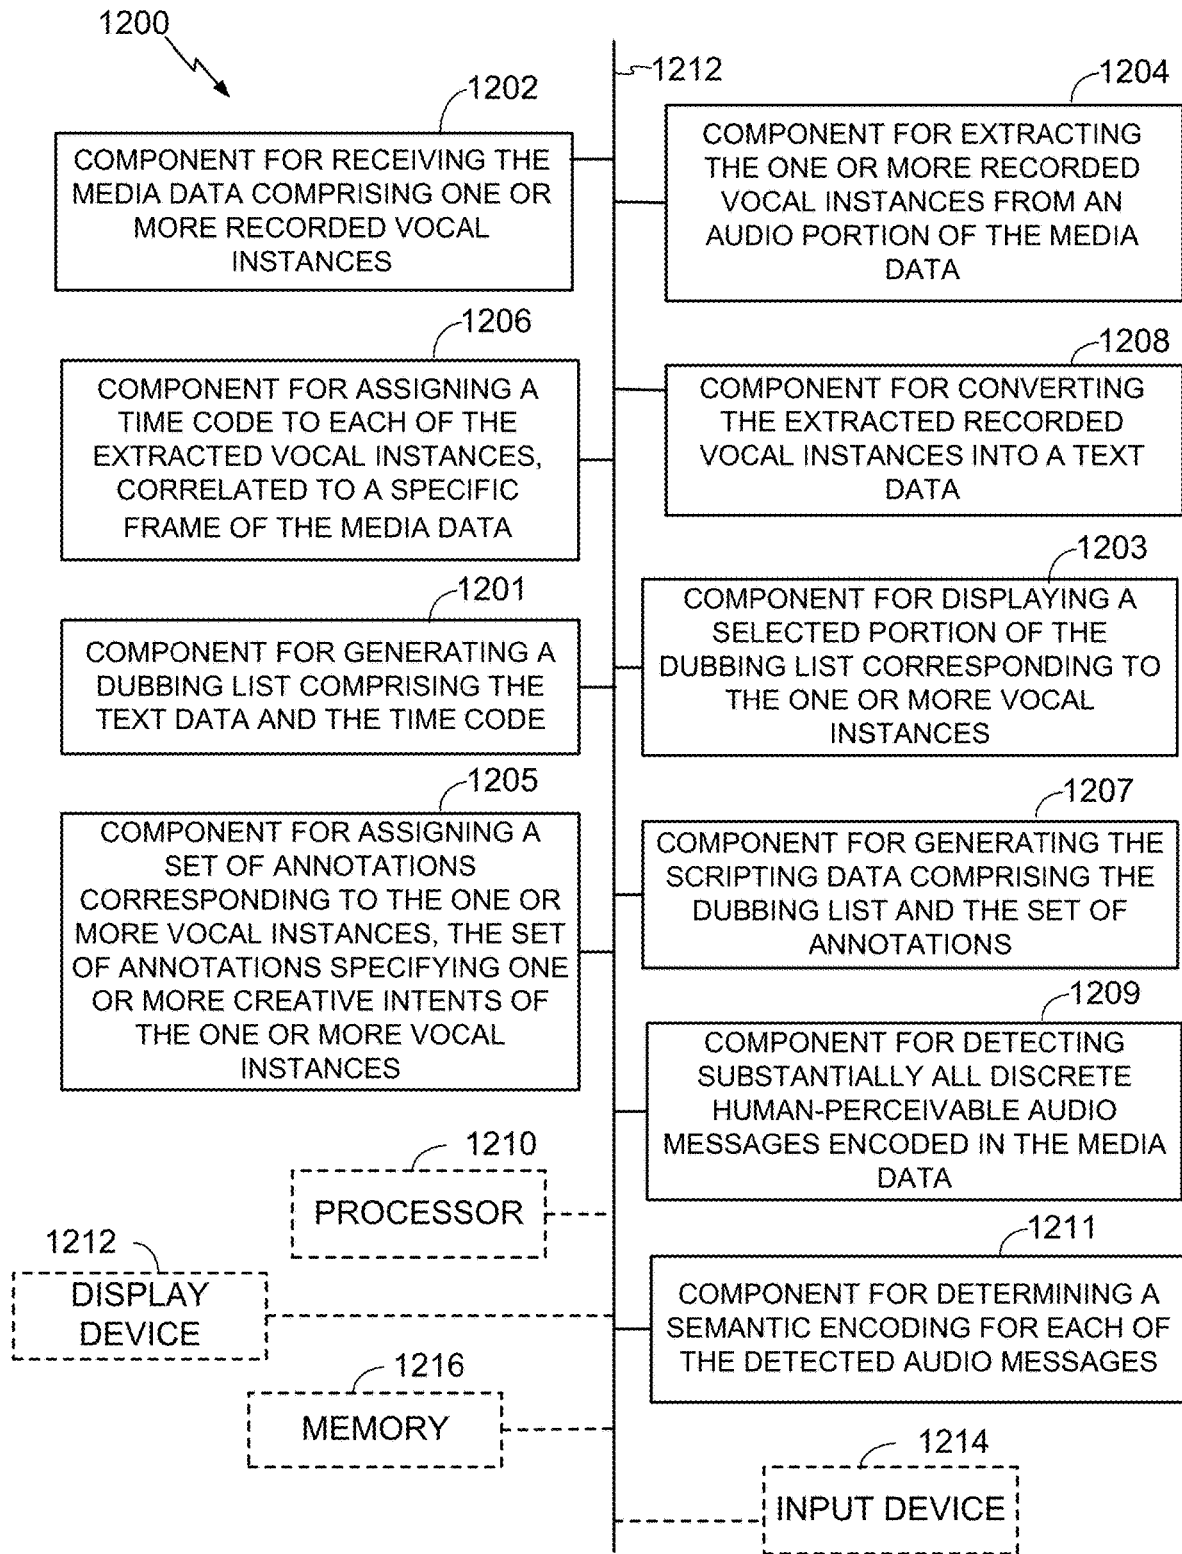 1200
1212
1202
COMPONENT FOR RECEIVING THE
MEDIA DATA COMPRISING ONE OR
MORE RECORDED VOCAL
INSTANCES
1204
COMPONENT FOR EXTRACTING
THE ONE OR MORE RECORDED
VOCAL INSTANCES FROM AN
AUDIO PORTION OF THE MEDIA
DATA
1206
COMPONENT FOR ASSIGNING A
TIME CODE TO EACH OF THE
EXTRACTED VOCAL INSTANCES,
CORRELATED TO A SPECIFIC
FRAME OF THE MEDIA DATA
1208
COMPONENT FOR CONVERTING
THE EXTRACTED RECORDED
VOCAL INSTANCES INTO A TEXT
DATA
1201
COMPONENT FOR GENERATING A
DUBBING LIST COMPRISING THE
TEXT DATA AND THE TIME CODE
1203
COMPONENT FOR DISPLAYING A
SELECTED PORTION OF THE
DUBBING LIST CORRESPONDING TO
THE ONE OR MORE VOCAL
INSTANCES
1205
COMPONENT FOR ASSIGNING A
SET OF ANNOTATIONS
CORRESPONDING TO THE ONE OR
MORE VOCAL INSTANCES, THE SET
OF ANNOTATIONS SPECIFYING ONE
OR MORE CREATIVE INTENTS OF
THE ONE OR MORE VOCAL
INSTANCES
1207
COMPONENT FOR GENERATING THE
SCRIPTING DATA COMPRISING THE
DUBBING LIST AND THE SET OF
ANNOTATIONS
1209
COMPONENT FOR DETECTING
SUBSTANTIALLY ALL DISCRETE
HUMAN-PERCEIVABLE AUDIO
MESSAGES ENCODED IN THE MEDIA
DATA
1210
PROCESSOR
1212
DISPLAY
DEVICE
1211
COMPONENT FOR DETERMINING A
SEMANTIC ENCODING FOR EACH OF
THE DETECTED AUDIO MESSAGES
1216
MEMORY
1214
INPUT DEVICE